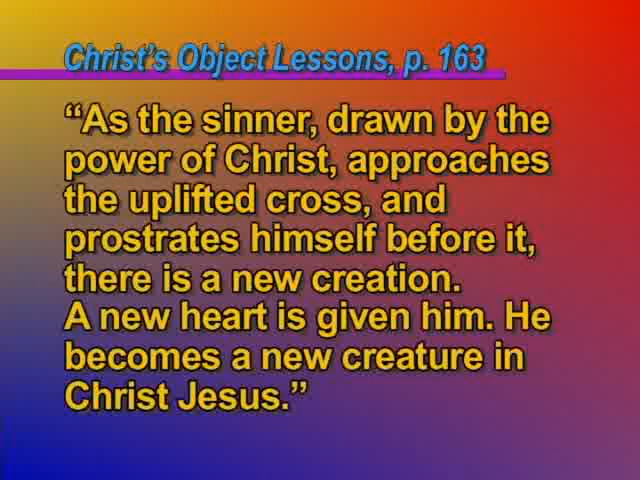 Christ's Object Lessons, p. 163
“As the sinner, drawn by the
power of Christ, approaches
the uplifted cross, and
prostrates himself before it,
there is a new creation.
A new heart is given him. He
becomes a new creature in
Christ Jesus.”